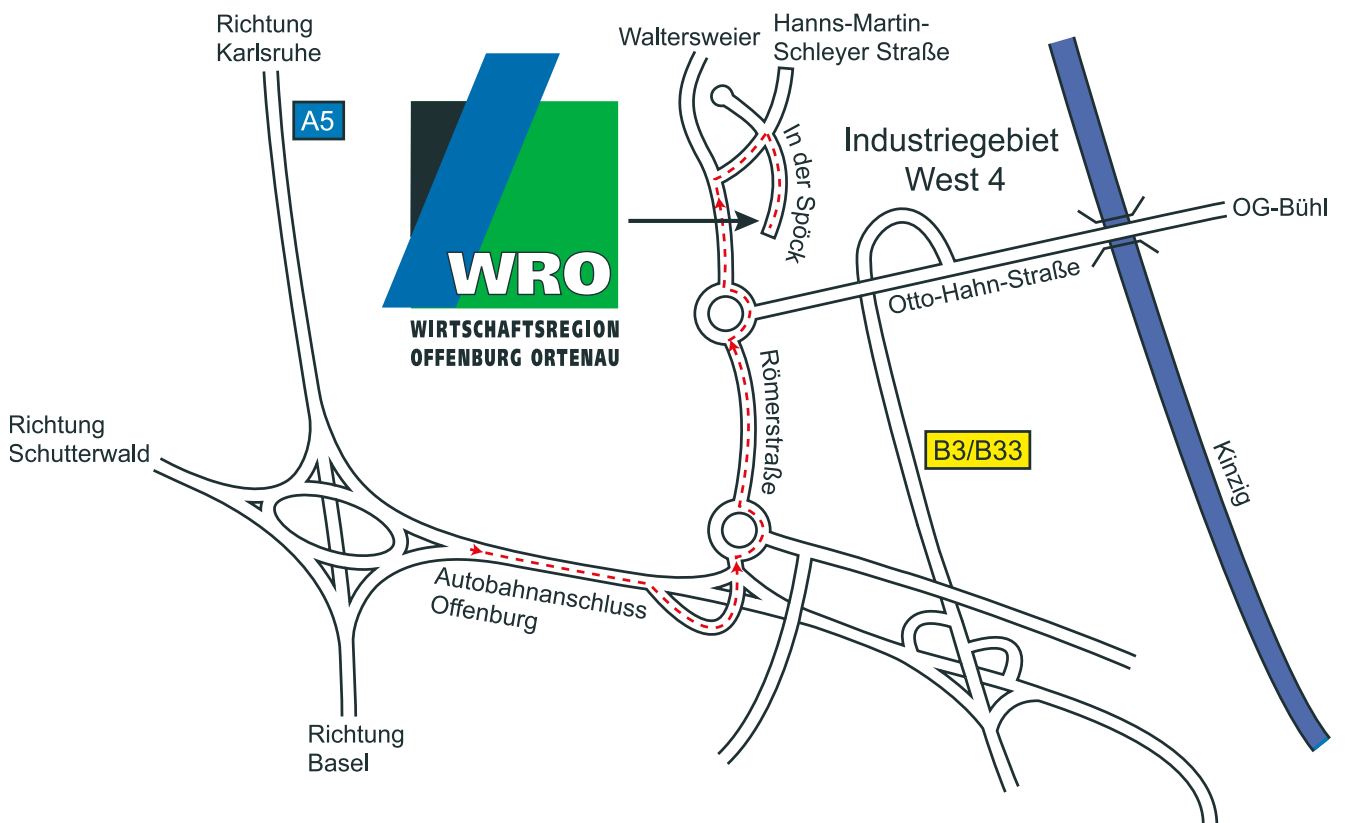 Richtung
Karlsruhe
A5
Waltersweier
Hanns-Martin-
Schleyer Straße
In der Spöck
Industriegebiet
West 4
OG-Bühl
WRO
WIRTSCHAFTSREGION
OFFENBURG ORTENAU
Otto-Hahn-Straße
Römerstraße
Richtung
Schutterwald
B3/B33
Kinzig
Autobahnanschluss
Offenburg
Richtung
Basel